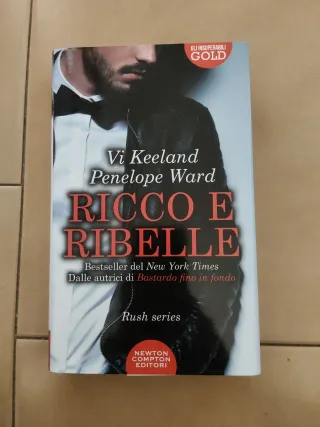 GLI INSUPERABILI
GOLD
Vi Keeland
Penelope Ward
RICCO E
RIBELLE
Bestseller del New York Times
Dalle autrici di Bastardo fino in fondo
Rush series
NEWTON
COMPTON
EDITORI